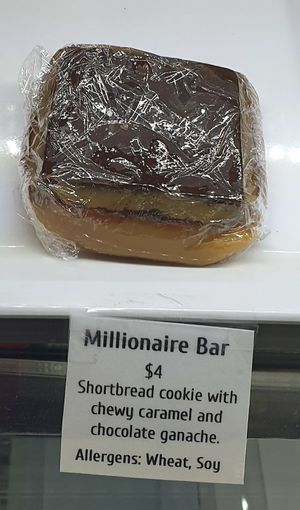 Millionaire Bar
$4
Shortbread cookie with
chewy caramel and
chocolate ganache.
Allergens: Wheat, Soy